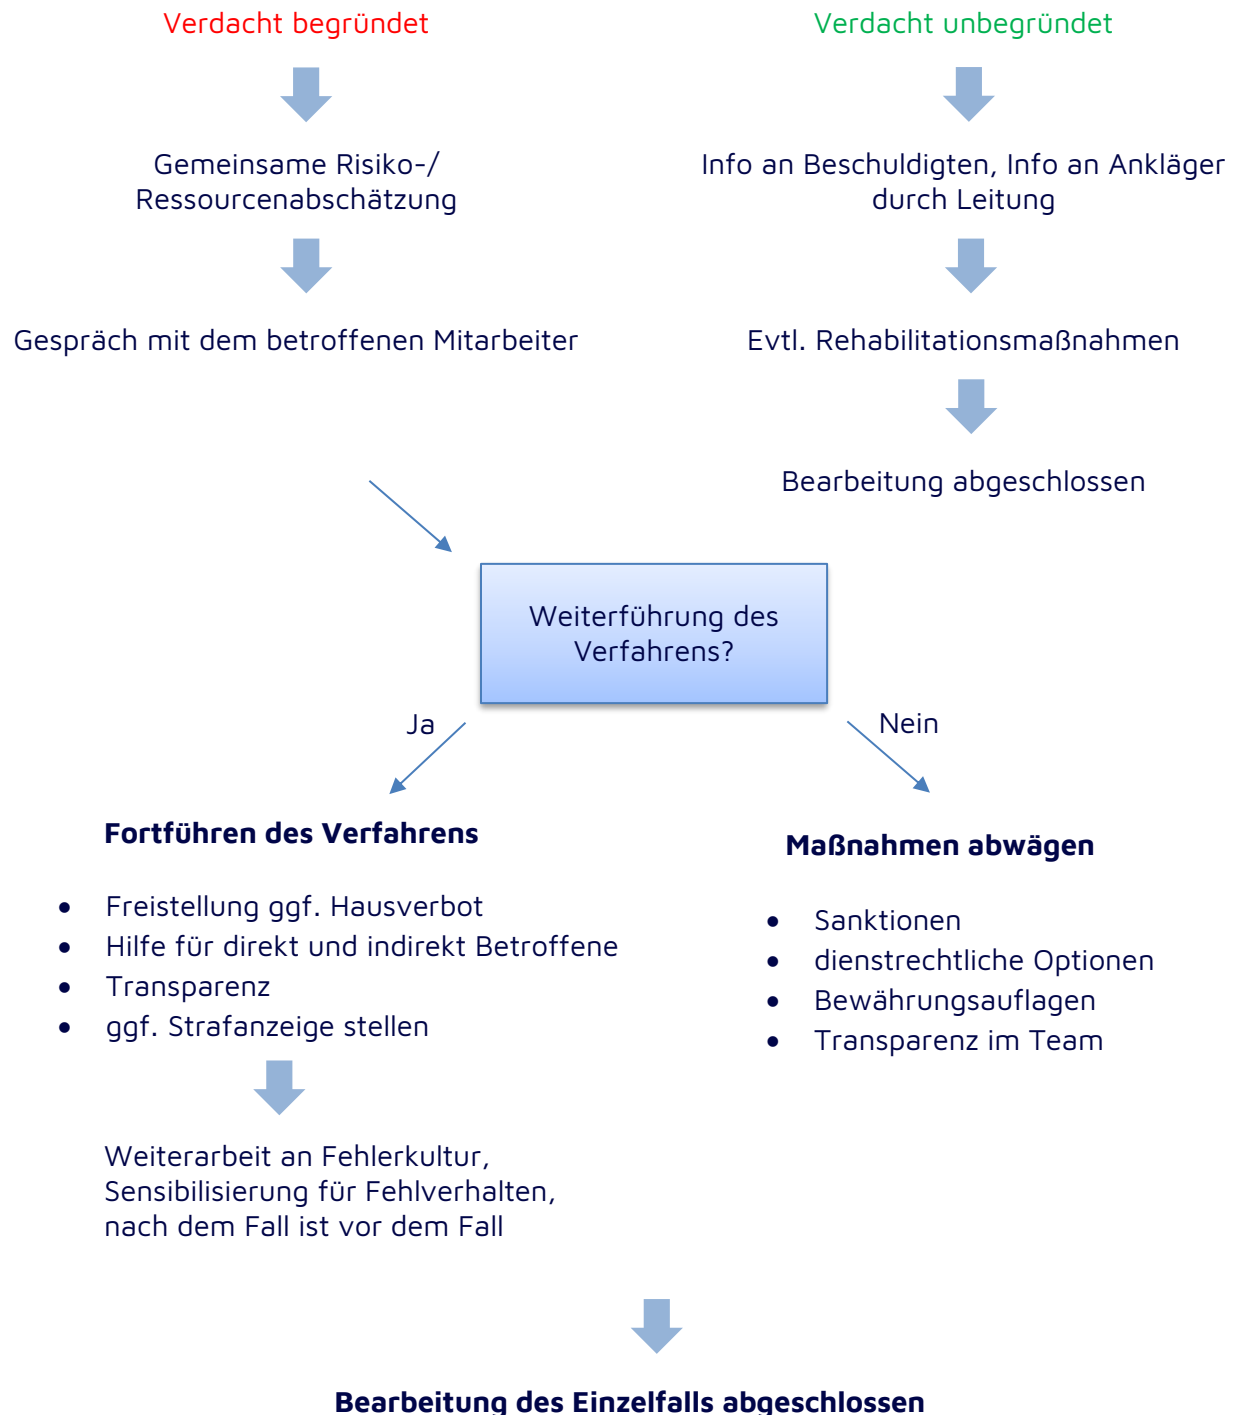 Verdacht begründet
Verdacht unbegründet
Gemeinsame Risiko-/
Ressourcenabschätzung
Info an Beschuldigten, Info an Ankläger
durch Leitung
Gespräch mit dem betroffenen Mitarbeiter
Evtl. Rehabilitationsmaßnahmen
Bearbeitung abgeschlossen
Weiterführung des
Verfahrens?
Ja
Nein
Fortführen des Verfahrens
• Freistellung ggf. Hausverbot
• Hilfe für direkt und indirekt Betroffene
• Transparenz
• ggf. Strafanzeige stellen
Maßnahmen abwägen
• Sanktionen
• dienstrechtliche Optionen
• Bewährungsauflagen
• Transparenz im Team
Weiterarbeit an Fehlerkultur,
Sensibilisierung für Fehlverhalten,
nach dem Fall ist vor dem Fall
Bearbeitung des Einzelfalls abgeschlossen